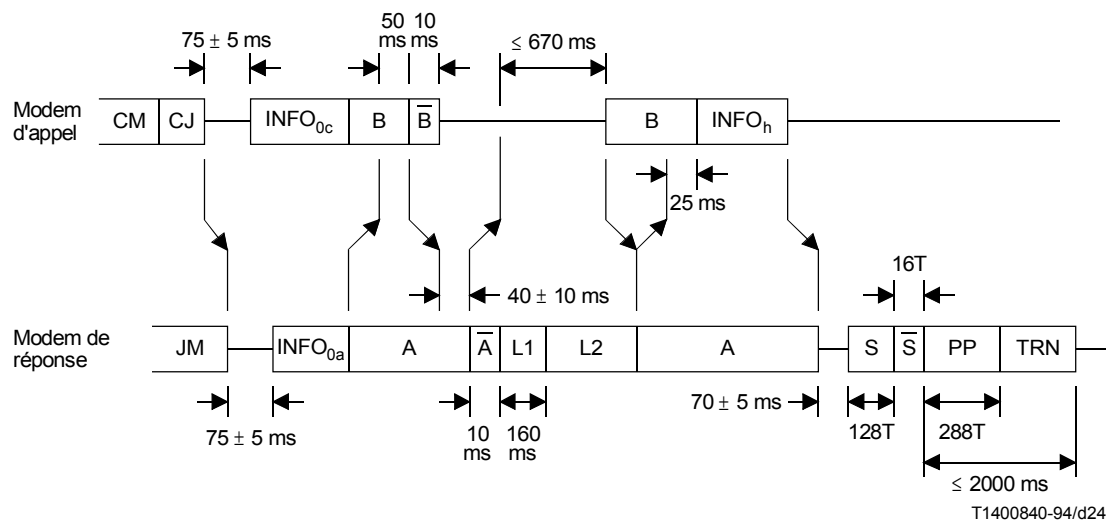 50 10
75 ± 5 ms ms ms ≤ 670 ms
Modem
d'appel
CM CJ INFO0c B B̅ B INFOh
25 ms
16T
40 ± 10 ms
Modem de
réponse
JM INFO0a A A̅ L1 L2 A S S̅ PP TRN
75 ± 5 ms 10 160 70 ± 5 ms 128T 288T
ms ms
≤ 2000 ms
T1400840-94/d24